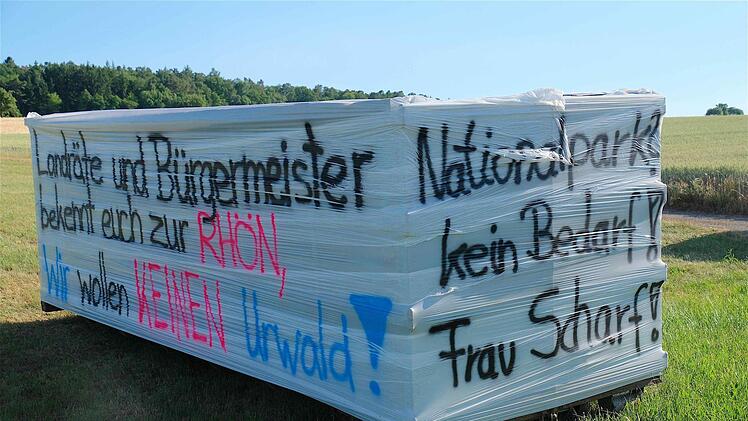 Landräte und Bürgermeister
bekennt euch zur RHÖN,
Wir wollen KEINEN Urwald!
Nationalpark?
kein Bedarf!
Frau Scharf!